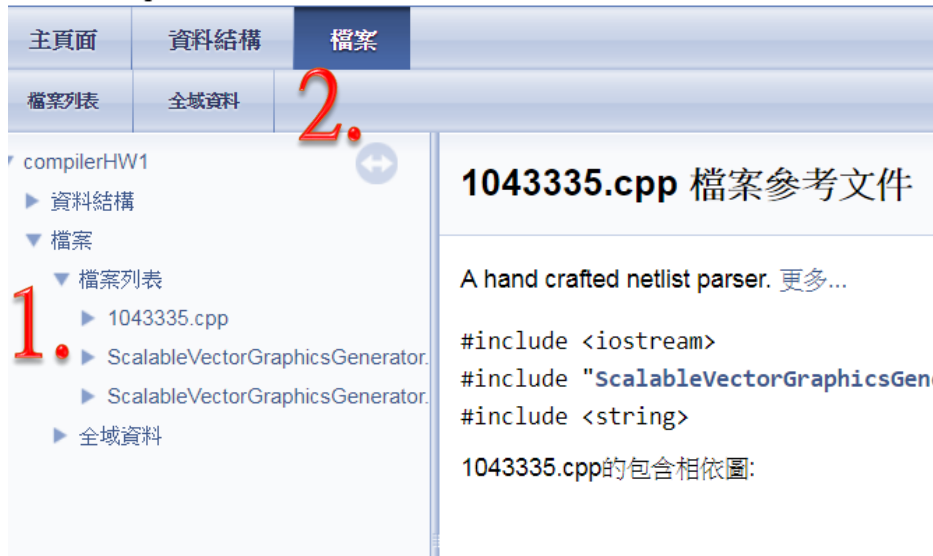 主頁面 資料結構 檔案
檔案列表 全域資料
2.
compilerHW1
資料結構
檔案
檔案列表
1.
1043335.cpp
ScalableVectorGraphicsGenerator.
ScalableVectorGraphicsGenerator.
全域資料
1043335.cpp 檔案參考文件
A hand crafted netlist parser. 更多...
#include <iostream>
#include "ScalableVectorGraphicsGen
#include <string>
1043335.cpp的包含相依圖: